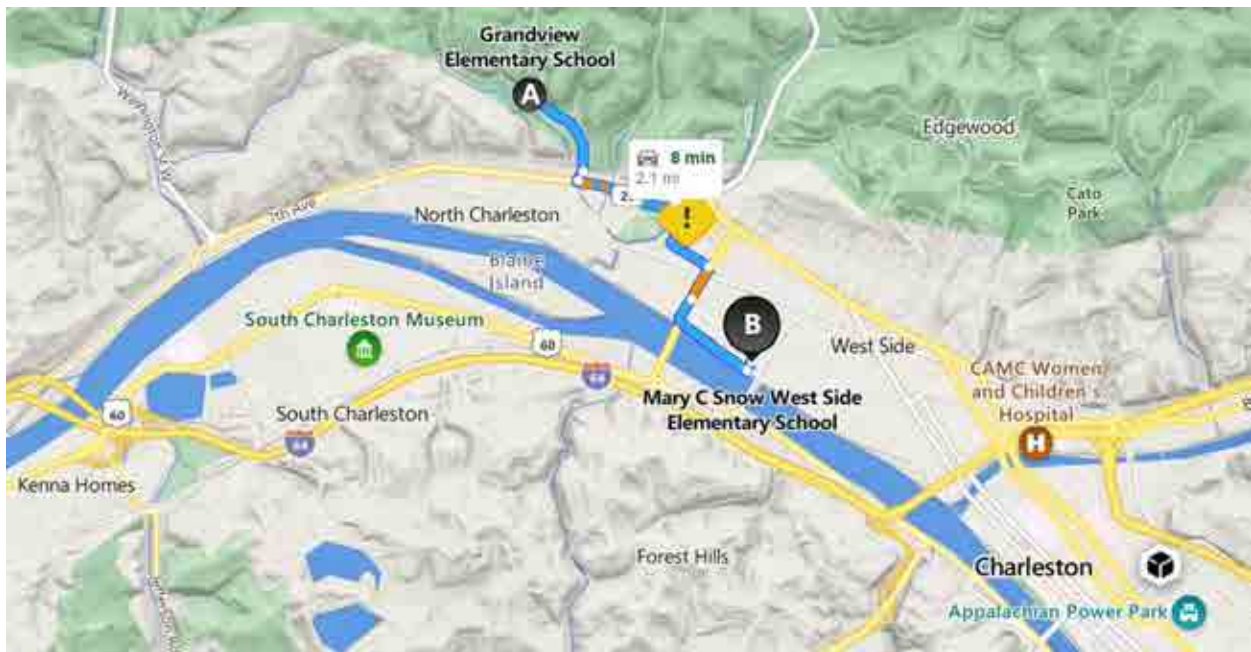 Grandview
Elementary School
A
Edgewood
8 min
2.1 mi
Cato
Park
7th Ave
North Charleston
!
Blaine
Island
B
South Charleston Museum
60
West Side
64
CAMC Women
and Children's
Hospital
Mary C Snow West Side
Elementary School
60
South Charleston
64
H
Kenna Homes
Forest Hills
Charleston
Appalachian Power Park